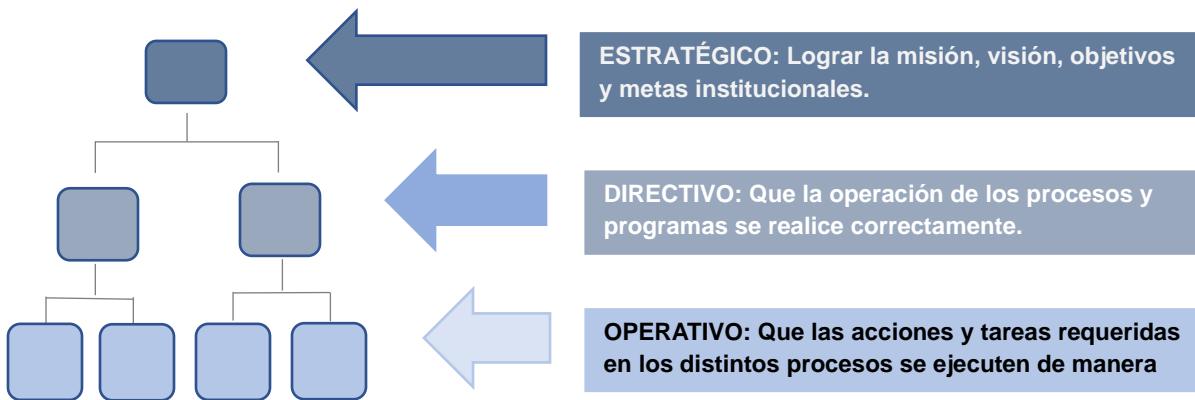 ESTRATÉGICO: Lograr la misión, visión, objetivos
y metas institucionales.
DIRECTIVO: Que la operación de los procesos y
programas se realice correctamente.
OPERATIVO: Que las acciones y tareas requeridas
en los distintos procesos se ejecuten de manera